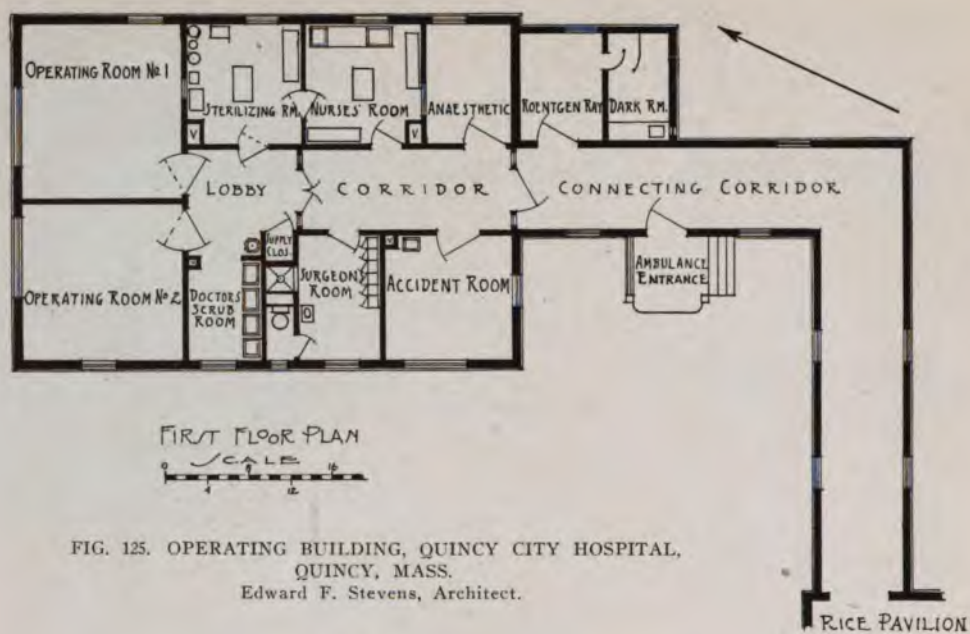 OPERATING ROOM No 1
STERILIZING RM.
NURSES' ROOM
ANAESTHETIC
ROENTGEN RAY
DARK RM.
V
V
LOBBY
CORRIDOR
CONNECTING CORRIDOR
OPERATING ROOM No 2
DOCTORS
SCRUB
ROOM
SUPPLY
CLOS.
SURGEONS
ROOM
ACCIDENT ROOM
AMBULANCE
ENTRANCE
FIRST FLOOR PLAN
SCALE
0 8 16
4 12
FIG. 125. OPERATING BUILDING, QUINCY CITY HOSPITAL,
QUINCY, MASS.
Edward F. Stevens, Architect.
RICE PAVILION